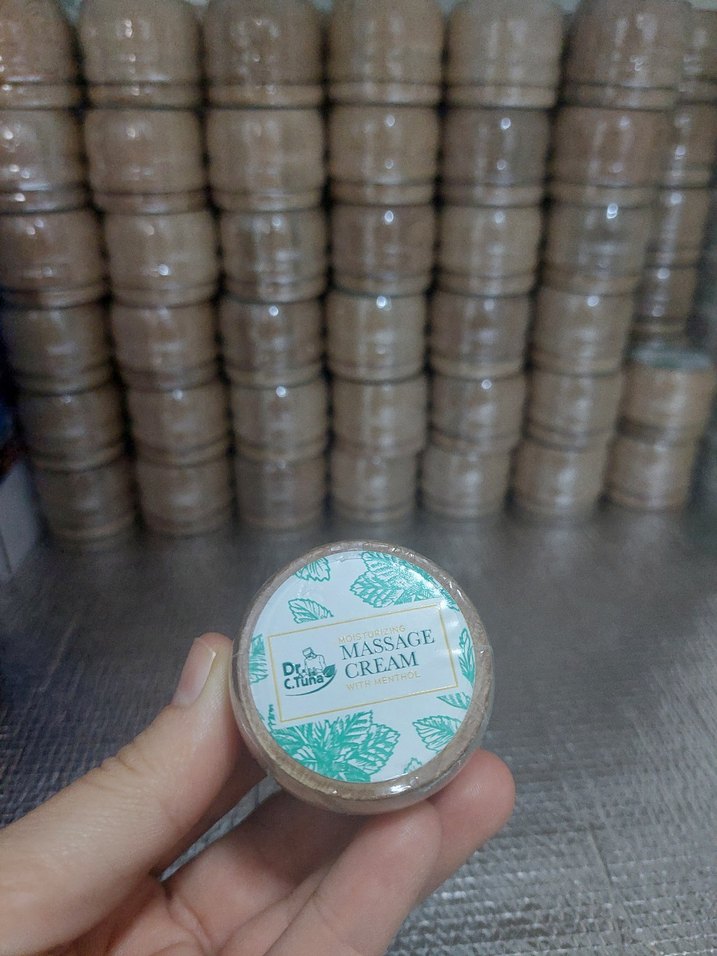 Dr.
C.Tuna
MOISTURIZING
MASSAGE
CREAM
WITH MENTHOL